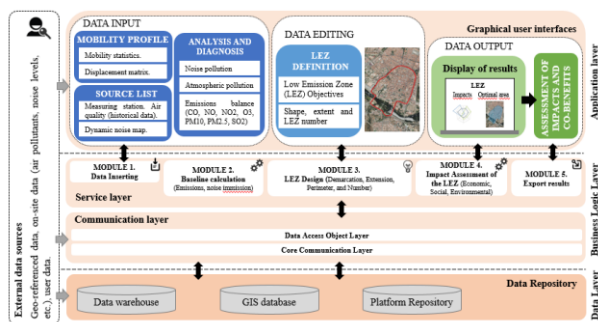 Graphical user interfaces
DATA INPUT
MOBILITY PROFILE
Mobility statistics.
Displacement matrix.
SOURCE LIST
Measuring station. Air
quality (historical data).
Dynamic noise map.
ANALYSIS AND
DIAGNOSIS
Noise pollution
Atmospheric pollution
Emissions balance
(CO, NO, NO2, O3,
PM10, PM2.5, SO2)
DATA EDITING
LEZ
DEFINITION
Low Emission Zone
(LEZ) Objectives
Shape, extent and
LEZ number
DATA OUTPUT
Display of results
LEZ
Impacts
Optimal area
ASSESSMENT OF
IMPACTS AND
CO-BENEFITS
Application layer
MODULE 1.
Data Inserting
MODULE 2.
Baseline calculation
(Emissions, noise inmission)
MODULE 3.
LEZ Design (Demarcation, Extension,
Perimeter, and Number)
MODULE 4.
Impact Assessment of
the LEZ (Economic,
Social, Environmental)
MODULE 5.
Export results
Service layer
Communication layer
Data Access Object Layer
Core Communication Layer
Business Logic Layer
Data Repository
Data warehouse
GIS database
Platform Repository
Data Layer
External data sources
Geo-referenced data, on-site data (air pollutants, noise levels,
etc.), user data.